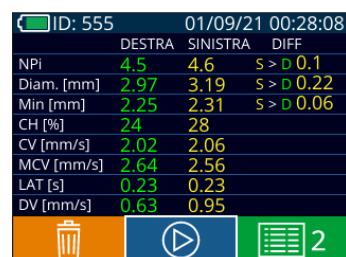 ID: 555 01/09/21 00:28:08
DESTRA SINISTRA DIFF
NPi 4.5 4.6 S > D 0.1
Diam. [mm] 2.97 3.19 S > D 0.22
Min [mm] 2.25 2.31 S > D 0.06
CH [%] 24 28
CV [mm/s] 2.02 2.06
MCV [mm/s] 2.64 2.56
LAT [s] 0.23 0.23
DV [mm/s] 0.63 0.95
2